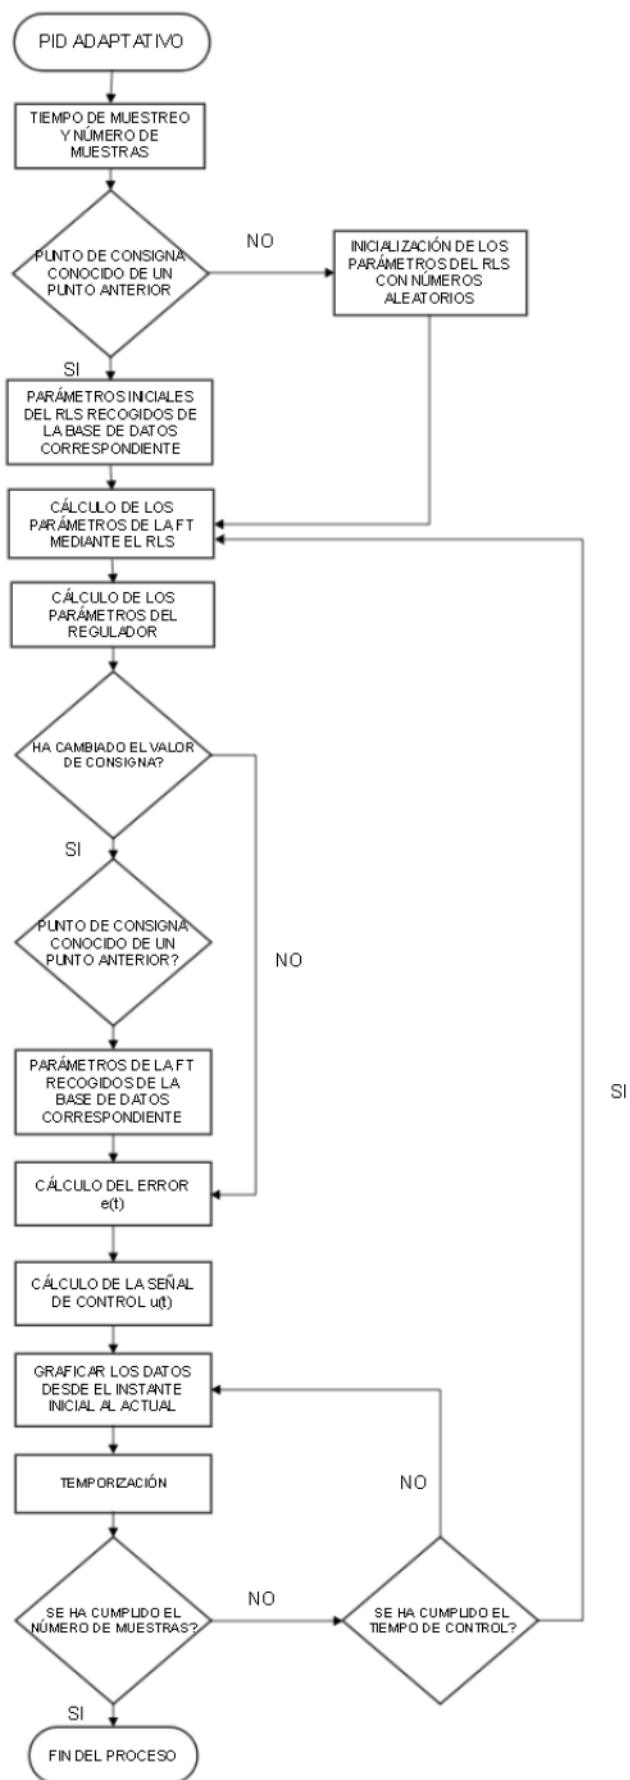 PID ADAPTATIVO
TIEMPO DE MUESTREO
Y NÚMERO DE
MUESTRAS
PUNTO DE CONSIGNA
CONOCIDO DE UN
PUNTO ANTERIOR
NO
INICIALIZACIÓN DE LOS
PARÁMETROS DEL RLS
CON NÚMEROS
ALEATORIOS
SI
PARÁMETROS INICIALES
DEL RLS RECOGIDOS DE
LA BASE DE DATOS
CORRESPONDIENTE
CÁLCULO DE LOS
PARÁMETROS DE LA FT
MEDIANTE EL RLS
CÁLCULO DE LOS
PARÁMETROS DEL
REGULADOR
HA CAMBIADO EL VALOR
DE CONSIGNA?
SI
PUNTO DE CONSIGNA
CONOCIDO DE UN
PUNTO ANTERIOR?
NO
PARÁMETROS DE LA FT
RECOGIDOS DE LA
BASE DE DATOS
CORRESPONDIENTE
SI
CÁLCULO DEL ERROR
e(t)
CÁLCULO DE LA SEÑAL
DE CONTROL u(t)
GRAFICAR LOS DATOS
DESDE EL INSTANTE
INICIAL AL ACTUAL
TEMPORIZACIÓN
NO
SE HA CUMPLIDO EL
NÚMERO DE MUESTRAS?
NO
SE HA CUMPLIDO EL
TIEMPO DE CONTROL?
SI
FIN DEL PROCESO